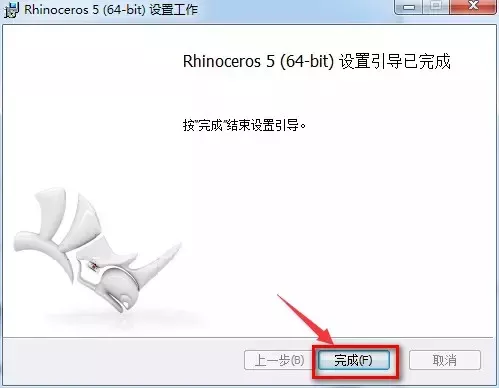 Rhinoceros 5 (64-bit) 设置工作
Rhinoceros 5 (64-bit) 设置引导已完成
按"完成"结束设置引导。
上一步(B)
完成(F)
取消